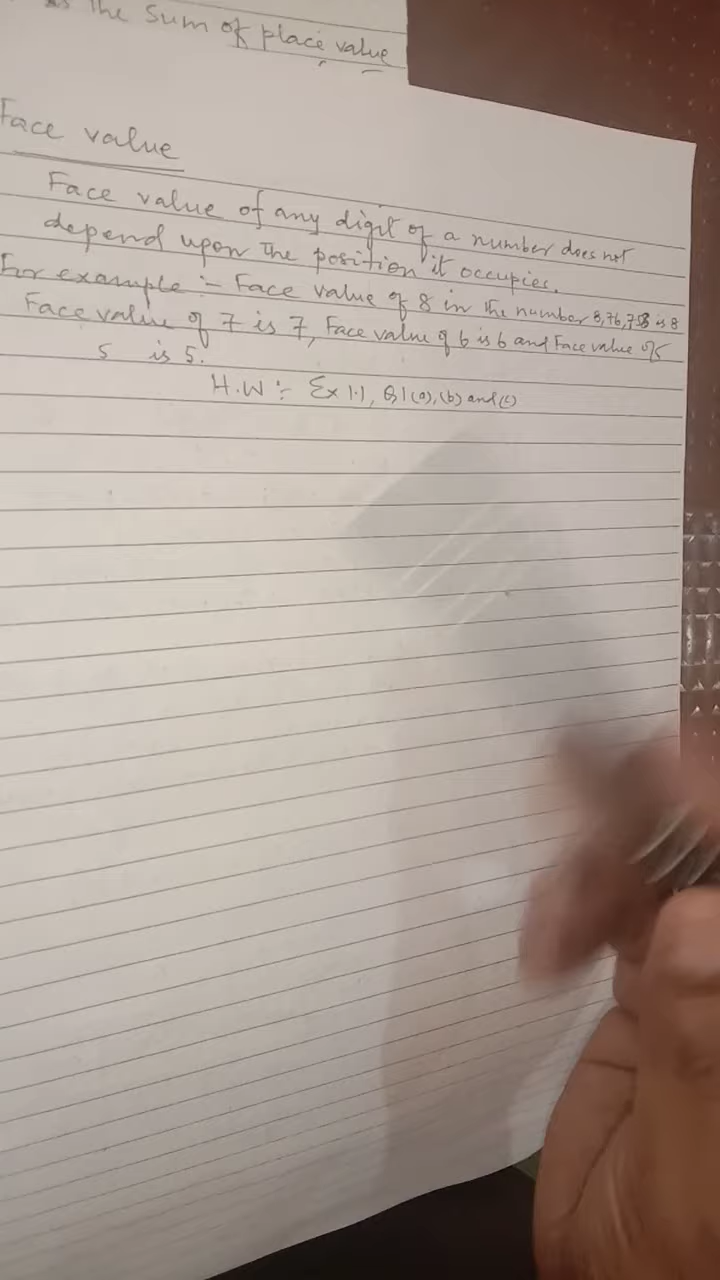 the sum of place value
Face value
Face value of any digit of a number does not
depend upon the position it occupies.
For example :- Face value of 8 in the number 8,76,758 is 8
Face value of 7 is 7, Face value of 6 is 6 and Face value of
5 is 5.
H.W :- Ex 1.1, Q,1(a),(b) and (c)